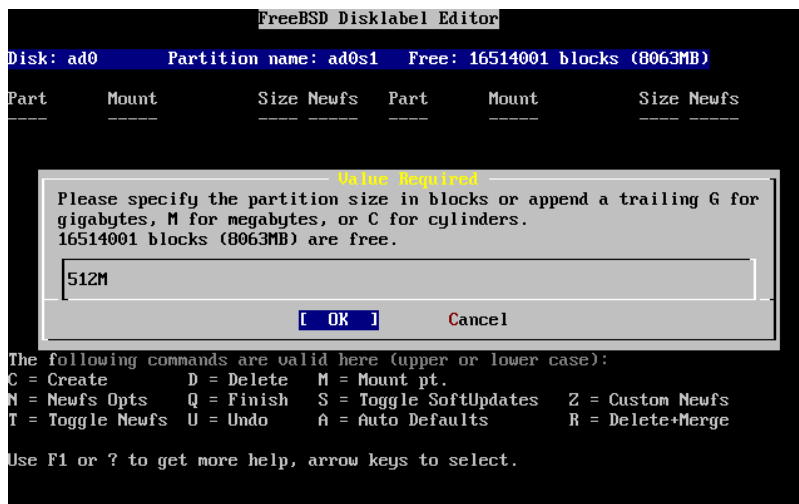 FreeBSD Disklabel Editor
Disk: ad0 Partition name: ad0s1 Free: 16514001 blocks (8063MB)
Part Mount Size Newfs Part Mount Size Newfs
---- ----- ---- ----- ---- ----- ---- -----
Value Required
Please specify the partition size in blocks or append a trailing G for
gigabytes, M for megabytes, or C for cylinders.
16514001 blocks (8063MB) are free.
512M
[ OK ] Cancel
The following commands are valid here (upper or lower case):
C = Create D = Delete M = Mount pt.
N = Newfs Opts Q = Finish S = Toggle SoftUpdates Z = Custom Newfs
T = Toggle Newfs U = Undo A = Auto Defaults R = Delete+Merge
Use F1 or ? to get more help, arrow keys to select.